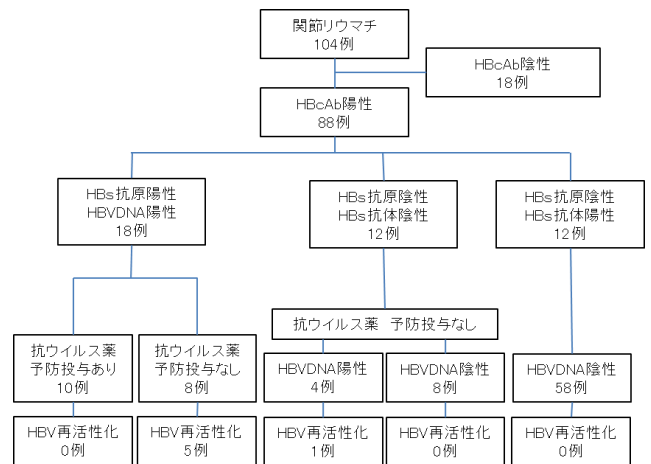 関節リウマチ
104例
HBcAb陰性
18例
HBcAb陽性
88例
HBs抗原陽性
HBVDNA陽性
18例
HBs抗原陰性
HBs抗体陰性
12例
HBs抗原陰性
HBs抗体陽性
12例
抗ウイルス薬 予防投与なし
抗ウイルス薬
予防投与あり
10例
抗ウイルス薬
予防投与なし
8例
HBVDNA陽性
4例
HBVDNA陰性
8例
HBVDNA陰性
58例
HBV再活性化
0例
HBV再活性化
5例
HBV再活性化
1例
HBV再活性化
0例
HBV再活性化
0例